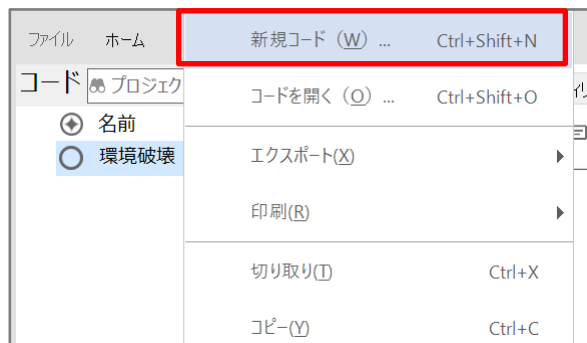 ファイル ホーム
新規コード (W) ... Ctrl+Shift+N
コード プロジェク
コードを開く (O) ... Ctrl+Shift+O
名前
環境破壊
エクスポート(X)
印刷(R)
切り取り(T) Ctrl+X
コピー(Y) Ctrl+C